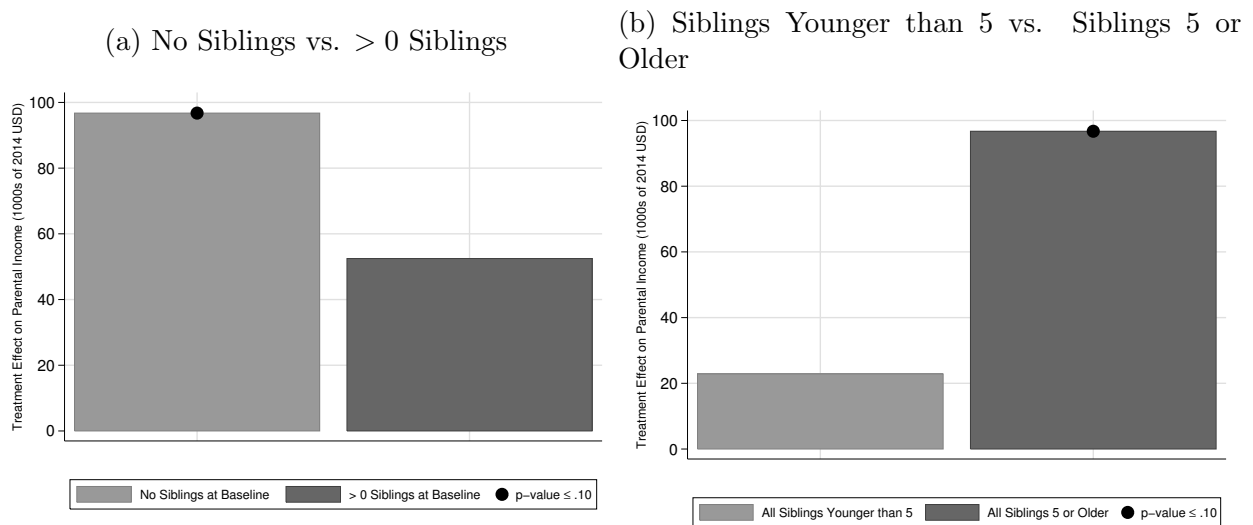 (a) No Siblings vs. > 0 Siblings
Treatment Effect on Parental Income (1000s of 2014 USD)
100
80
60
40
20
0
No Siblings at Baseline
> 0 Siblings at Baseline
p-value ≤ .10
(b) Siblings Younger than 5 vs. Siblings 5 or
Older
Treatment Effect on Parental Income (1000s of 2014 USD)
100
80
60
40
20
0
All Siblings Younger than 5
All Siblings 5 or Older
p-value ≤ .10